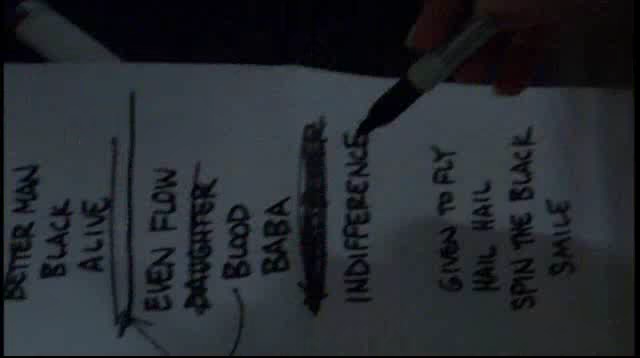 BETTER MAN
BLACK
ALIVE
EVEN FLOW
DAUGHTER
BLOOD
BABA
INDIFFERENCE
GIVEN TO FLY
HAIL HAIL
SPIN THE BLACK
SMILE